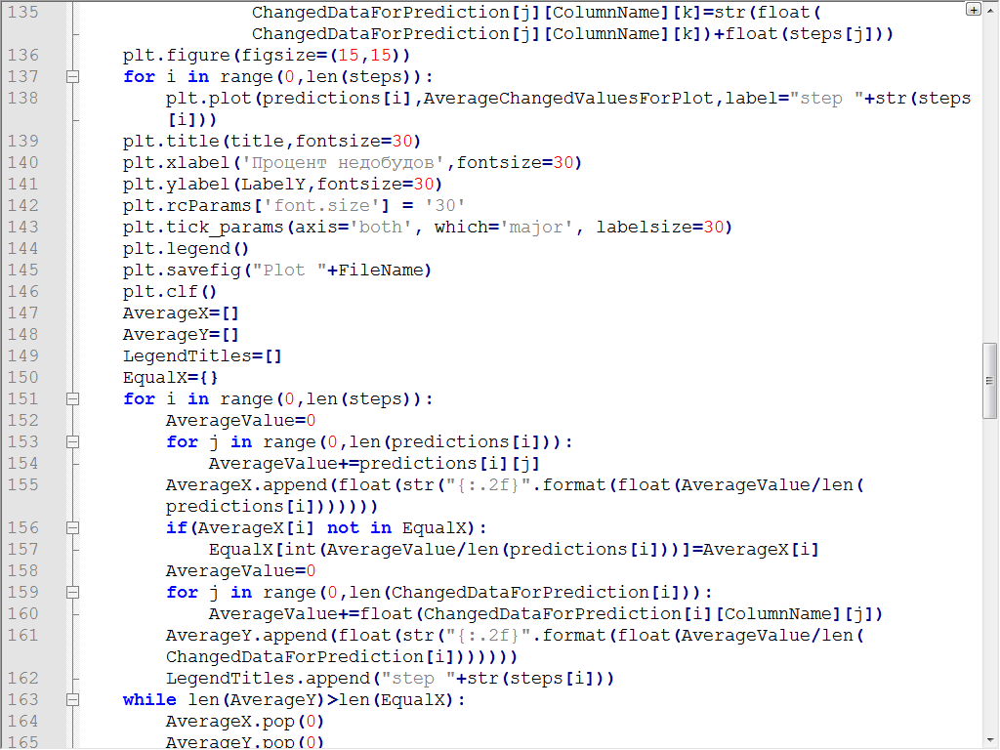 135                    ChangedDataForPrediction[j][ColumnName][k]=str(float(
                       ChangedDataForPrediction[j][ColumnName][k])+float(steps[j]))
136        plt.figure(figsize=(15,15))
137        for i in range(0,len(steps)):
138            plt.plot(predictions[i],AverageChangedValuesForPlot,label="step "+str(steps
               [i]))
139        plt.title(title,fontsize=30)
140        plt.xlabel('Процент недобудов',fontsize=30)
141        plt.ylabel(LabelY,fontsize=30)
142        plt.rcParams['font.size'] = '30'
143        plt.tick_params(axis='both', which='major', labelsize=30)
144        plt.legend()
145        plt.savefig("Plot "+FileName)
146        plt.clf()
147        AverageX=[]
148        AverageY=[]
149        LegendTitles=[]
150        EqualX={}
151        for i in range(0,len(steps)):
152            AverageValue=0
153            for j in range(0,len(predictions[i])):
154                AverageValue+=predictions[i][j]
155            AverageX.append(float(str("{:.2f}".format(float(AverageValue/len(
               predictions[i]))))))
156            if(AverageX[i] not in EqualX):
157                EqualX[int(AverageValue/len(predictions[i]))]=AverageX[i]
158            AverageValue=0
159            for j in range(0,len(ChangedDataForPrediction[i])):
160                AverageValue+=float(ChangedDataForPrediction[i][ColumnName][j])
161            AverageY.append(float(str("{:.2f}".format(float(AverageValue/len(
               ChangedDataForPrediction[i]))))))
162            LegendTitles.append("step "+str(steps[i]))
163        while len(AverageY)>len(EqualX):
164            AverageX.pop(0)
165            AverageY.pop(0)